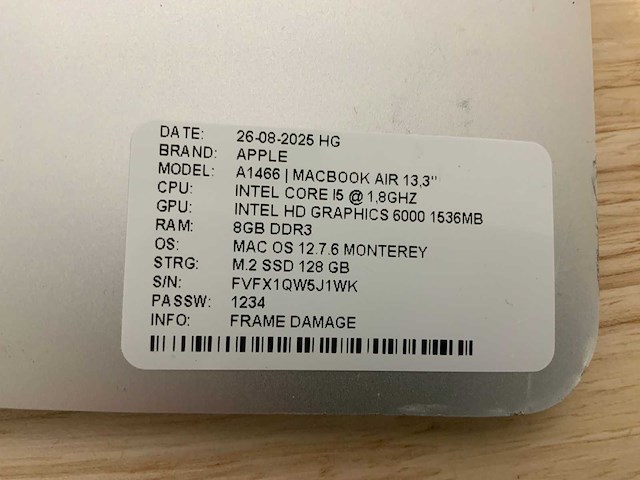 DATE: 26-08-2025 HG
BRAND: APPLE
MODEL: A1466 | MACBOOK AIR 13,3"
CPU: INTEL CORE I5 @ 1,8GHZ
GPU: INTEL HD GRAPHICS 6000 1536MB
RAM: 8GB DDR3
OS: MAC OS 12.7.6 MONTEREY
STRG: M.2 SSD 128 GB
S/N: FVFX1QW5J1WK
PASSW: 1234
INFO: FRAME DAMAGE